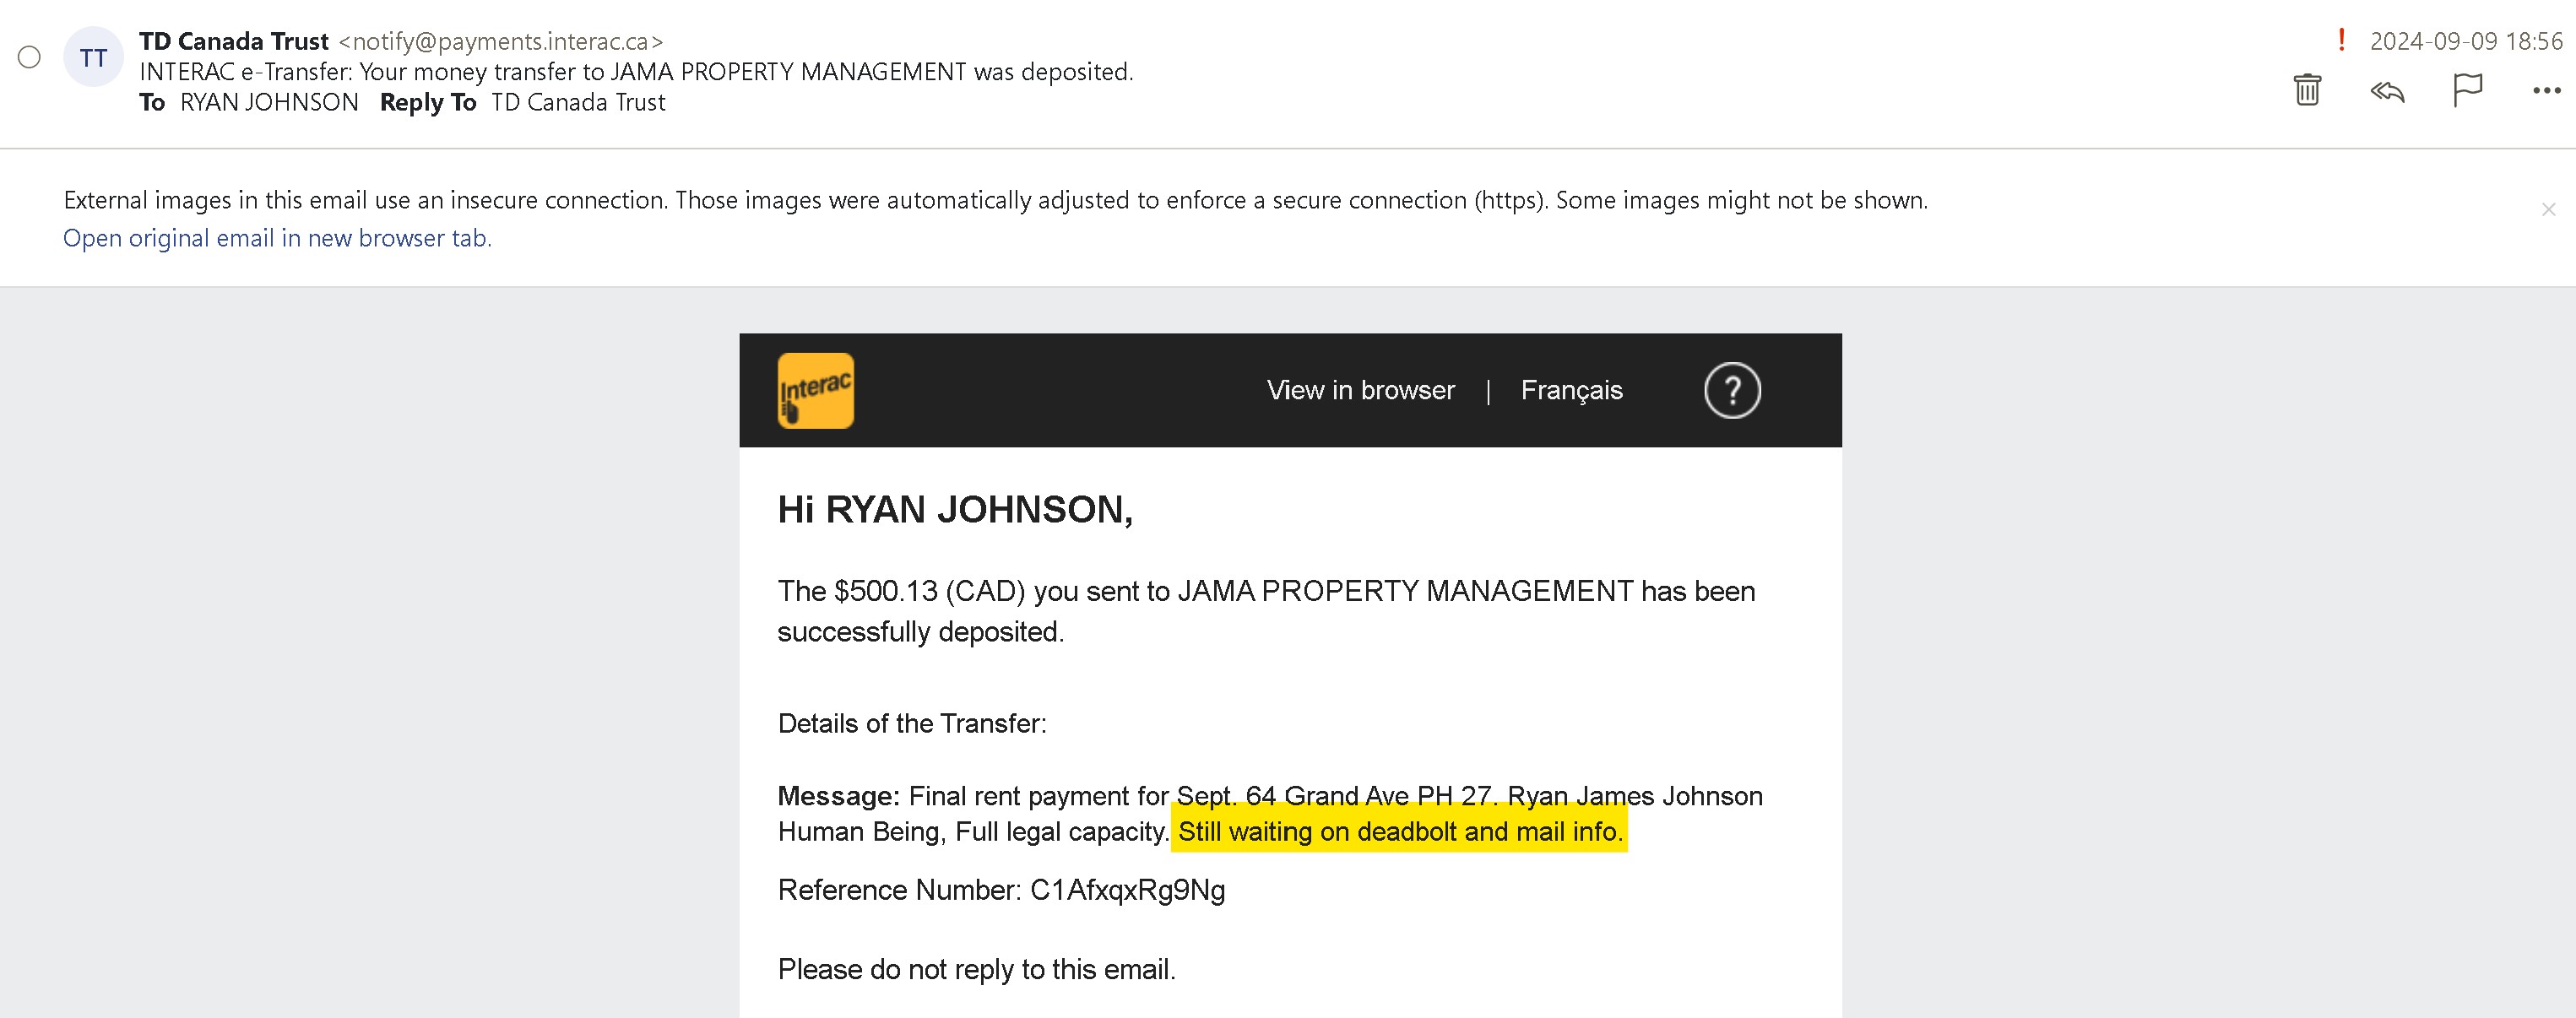 TT
TD Canada Trust <notify@payments.interac.ca>
! 2024-09-09 18:56
INTERAC e-Transfer: Your money transfer to JAMA PROPERTY MANAGEMENT was deposited.
To RYAN JOHNSON Reply To TD Canada Trust
External images in this email use an insecure connection. Those images were automatically adjusted to enforce a secure connection (https). Some images might not be shown.
Open original email in new browser tab.
Interac
View in browser | Français ?
Hi RYAN JOHNSON,
The $500.13 (CAD) you sent to JAMA PROPERTY MANAGEMENT has been
successfully deposited.
Details of the Transfer:
Message: Final rent payment for Sept. 64 Grand Ave PH 27. Ryan James Johnson
Human Being, Full legal capacity. Still waiting on deadbolt and mail info.
Reference Number: C1AfxqxRg9Ng
Please do not reply to this email.